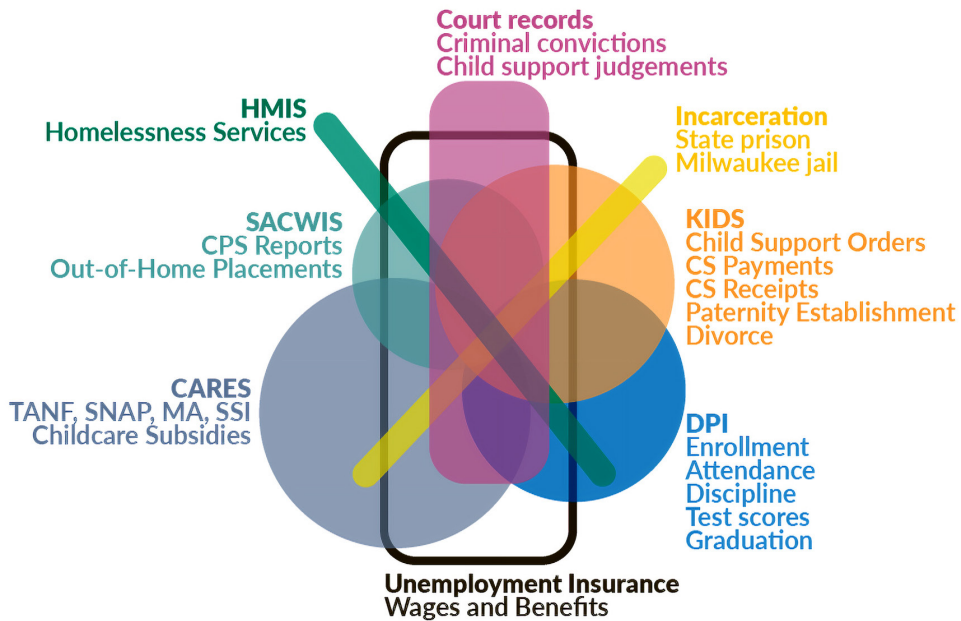 Court records
Criminal convictions
Child support judgements
HMIS
Homelessness Services
Incarceration
State prison
Milwaukee jail
SACWIS
CPS Reports
Out-of-Home Placements
KIDS
Child Support Orders
CS Payments
CS Receipts
Paternity Establishment
Divorce
CARES
TANF, SNAP, MA, SSI
Childcare Subsidies
DPI
Enrollment
Attendance
Discipline
Test scores
Graduation
Unemployment Insurance
Wages and Benefits